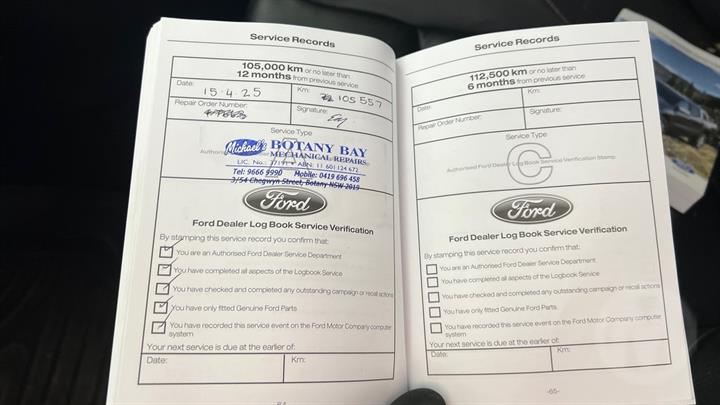 Service Records
105,000 km or no later than
12 months from previous service
Date:
15.4.25
Km:
105 557
Repair Order Number:
Signature:
Service Type
Michael's BOTANY BAY
MECHANICAL REPAIRS
ABN: 11 601 124 672
Tel: 9666 9990 Mobile: 0419 696 458
3/54 Chegwyn Street, Botany NSW 2019
Ford
Ford Dealer Log Book Service Verification
By stamping this service record you confirm that:
You are an Authorised Ford Dealer Service Department
You have completed all aspects of the Logbook Service
You have checked and completed any outstanding campaign or recall actions
You have only fitted Genuine Ford Parts
You have recorded this service event on the Ford Motor Company computer
system
Your next service is due at the earlier of:
Date:
Km:
Service Records
112,500 km or no later than
6 months from previous service
Date:
Km:
Repair Order Number:
Signature:
Service Type
C
Authorised Ford Dealer Log Book Service Verification Stamp
Ford
Ford Dealer Log Book Service Verification
By stamping this service record you confirm that:
You are an Authorised Ford Dealer Service Department
You have completed all aspects of the Logbook Service
You have checked and completed any outstanding campaign or recall actions
You have only fitted Genuine Ford Parts
You have recorded this service event on the Ford Motor Company computer
system
Your next service is due at the earlier of:
Date:
Km:
-65-